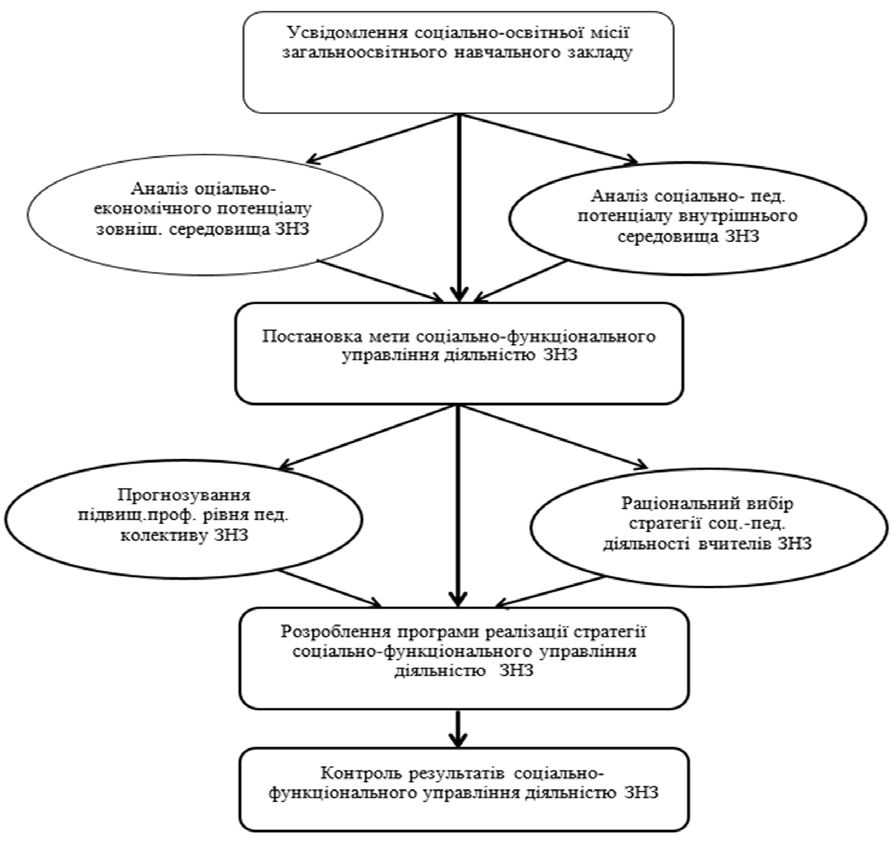 Усвідомлення соціально-освітньої місії
загальноосвітнього навчального закладу
Аналіз оціально-
економічного потенціалу
зовніш. середовища ЗНЗ
Аналіз соціально- пед.
потенціалу внутрішнього
середовища ЗНЗ
Постановка мети соціально-функціонального
управління діяльністю ЗНЗ
Прогнозування
підвищ.проф. рівня пед.
колективу ЗНЗ
Раціональний вибір
стратегії соц.-пед.
діяльності вчителів ЗНЗ
Розроблення програми реалізації стратегії
соціально-функціонального управління
діяльністю ЗНЗ
Контроль результатів соціально-
функціонального управління діяльністю ЗНЗ